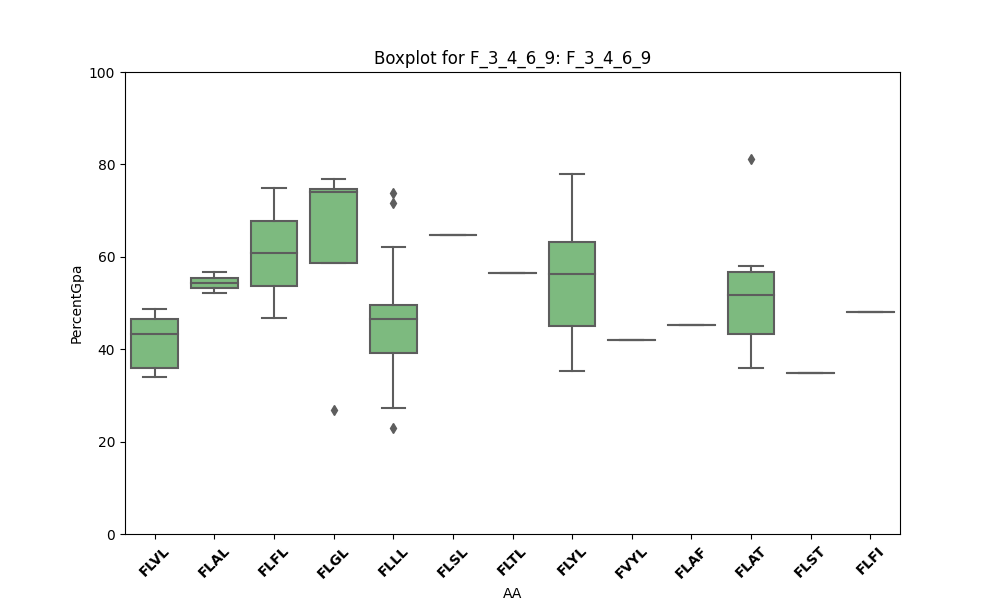 Boxplot for F_3_4_6_9: F_3_4_6_9
100
80
60
40
20
0
PercentGpa
FLVL FLAL FLFL FLGL FLLL FLSL FLTL FLYL FVYL FLAF FLAT FLST FLFI
AA